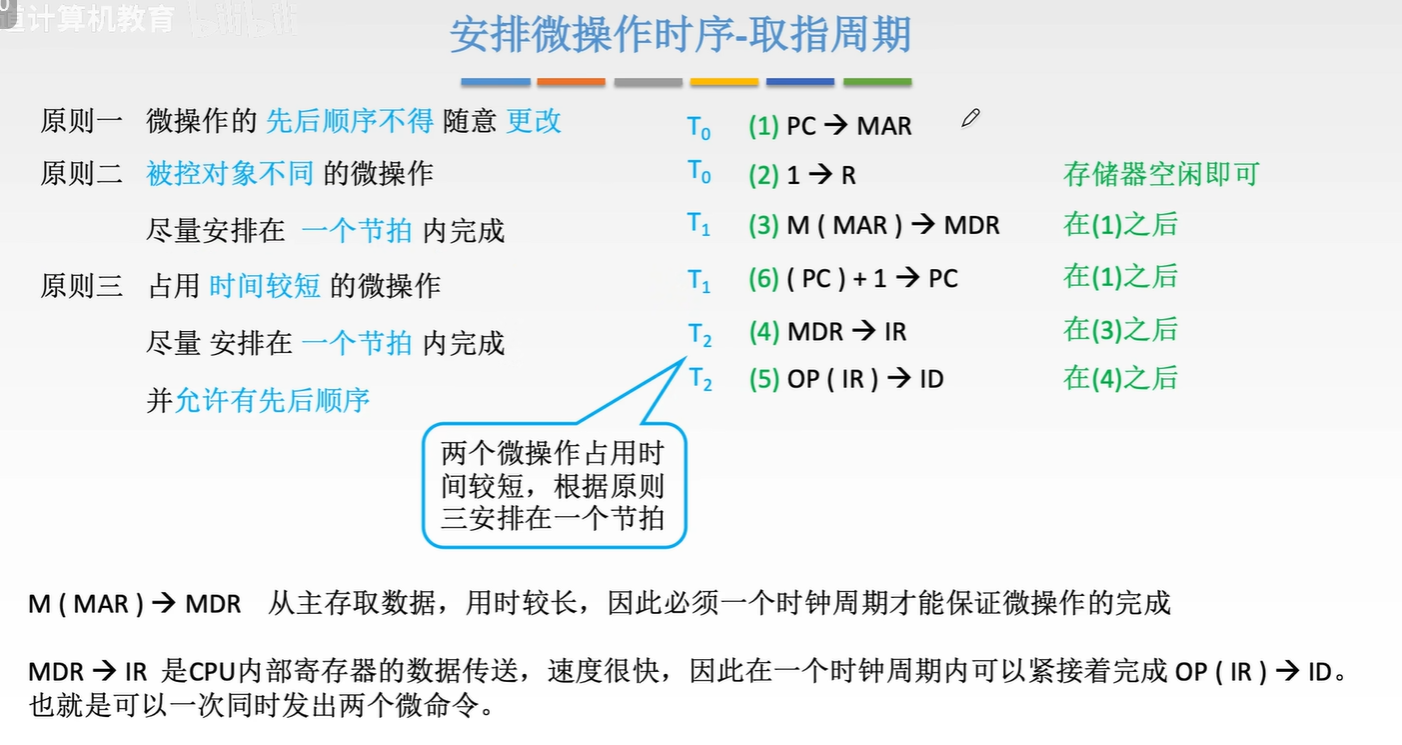 道计算机教育
bilibili
安排微操作时序-取指周期
原则一 微操作的 先后顺序不得 随意 更改
原则二 被控对象不同 的微操作
尽量安排在 一个节拍 内完成
原则三 占用 时间较短 的微操作
尽量 安排在 一个节拍 内完成
并允许有先后顺序
T₀ (1) PC → MAR
T₀ (2) 1 → R 存储器空闲即可
T₁ (3) M ( MAR ) → MDR 在(1)之后
T₁ (6) ( PC ) + 1 → PC 在(1)之后
T₂ (4) MDR → IR 在(3)之后
T₂ (5) OP ( IR ) → ID 在(4)之后
两个微操作占用时
间较短，根据原则
三安排在一个节拍
M ( MAR ) → MDR 从主存取数据，用时较长，因此必须一个时钟周期才能保证微操作的完成
MDR → IR 是CPU内部寄存器的数据传送，速度很快，因此在一个时钟周期内可以紧接着完成 OP ( IR ) → ID。
也就是可以一次同时发出两个微命令。